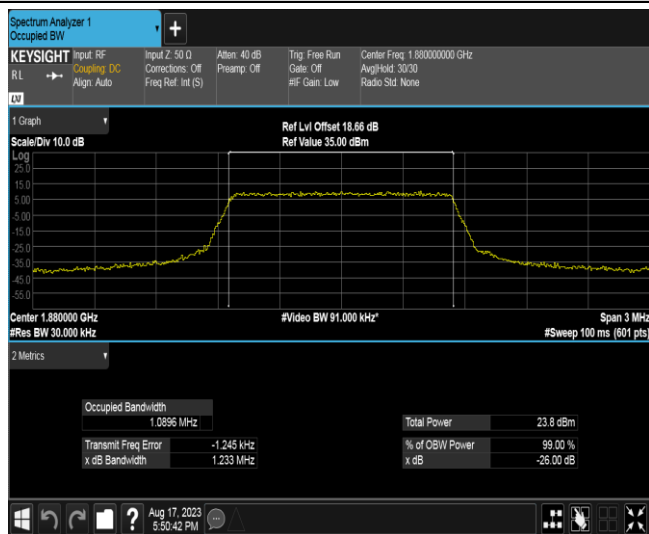 Spectrum Analyzer 1
Occupied BW
+
KEYSIGHT Input: RF Input Z: 50 Ω Atten: 40 dB Trig: Free Run Center Freq: 1.880000000 GHz
RL Coupling: DC Corrections: Off Preamp: Off Gate: Off Avg|Hold: 30/30
Align: Auto Freq Ref: Int (S) #IF Gain: Low Radio Std: None
LXI
1 Graph
Ref Lvl Offset 18.66 dB
Scale/Div 10.0 dB Ref Value 35.00 dBm
Log
25.0
15.0
5.00
-5.00
-15.0
-25.0
-35.0
-45.0
-55.0
Center 1.880000 GHz #Video BW 91.000 kHz* Span 3 MHz
#Res BW 30.000 kHz #Sweep 100 ms (601 pts)
2 Metrics
Occupied Bandwidth
1.0896 MHz Total Power 23.8 dBm
Transmit Freq Error -1.245 kHz % of OBW Power 99.00 %
x dB Bandwidth 1.233 MHz x dB -26.00 dB
? Aug 17, 2023
5:50:42 PM